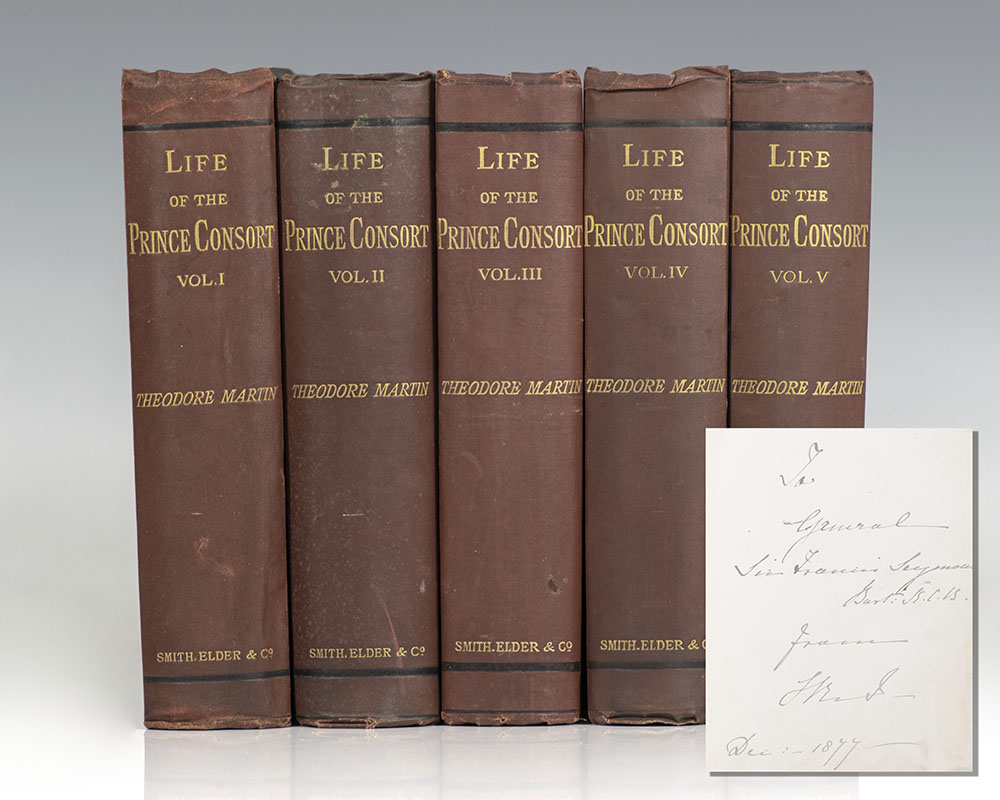 LIFE
OF THE
PRINCE CONSORT
VOL. I
THEODORE MARTIN
SMITH. ELDER & Co
LIFE
OF THE
PRINCE CONSORT
VOL. II
THEODORE MARTIN
SMITH. ELDER & Co
LIFE
OF THE
PRINCE CONSORT
VOL. III
THEODORE MARTIN
SMITH. ELDER & Co
LIFE
OF THE
PRINCE CONSORT
VOL. IV
THEODORE MARTIN
SMITH. ELDER & C
LIFE
OF THE
PRINCE CONSORT
VOL. V
THEODORE MARTIN
To
General
Sir Francis Seymou
Bart: K.C.B.
from
Dec:- 1877 —